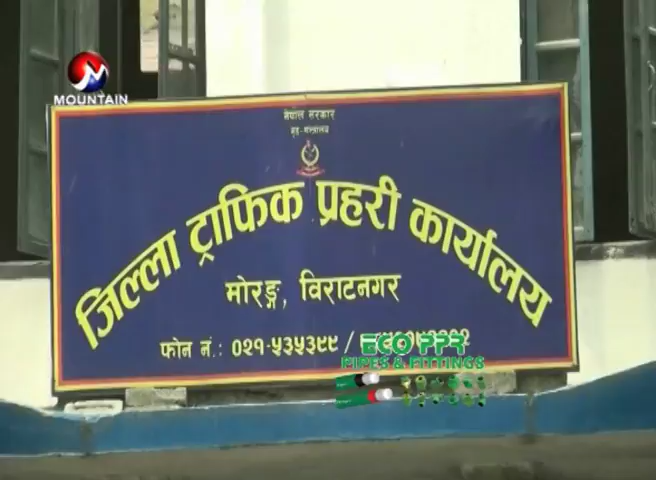 MOUNTAIN
नेपाल सरकार
गृह-मन्त्रालय
जिल्ला ट्राफिक प्रहरी कार्यालय
मोरङ्ग, विराटनगर
फोन नं.: ०२१-५३५३९९ /
ECO PPR
PIPES & FITTINGS